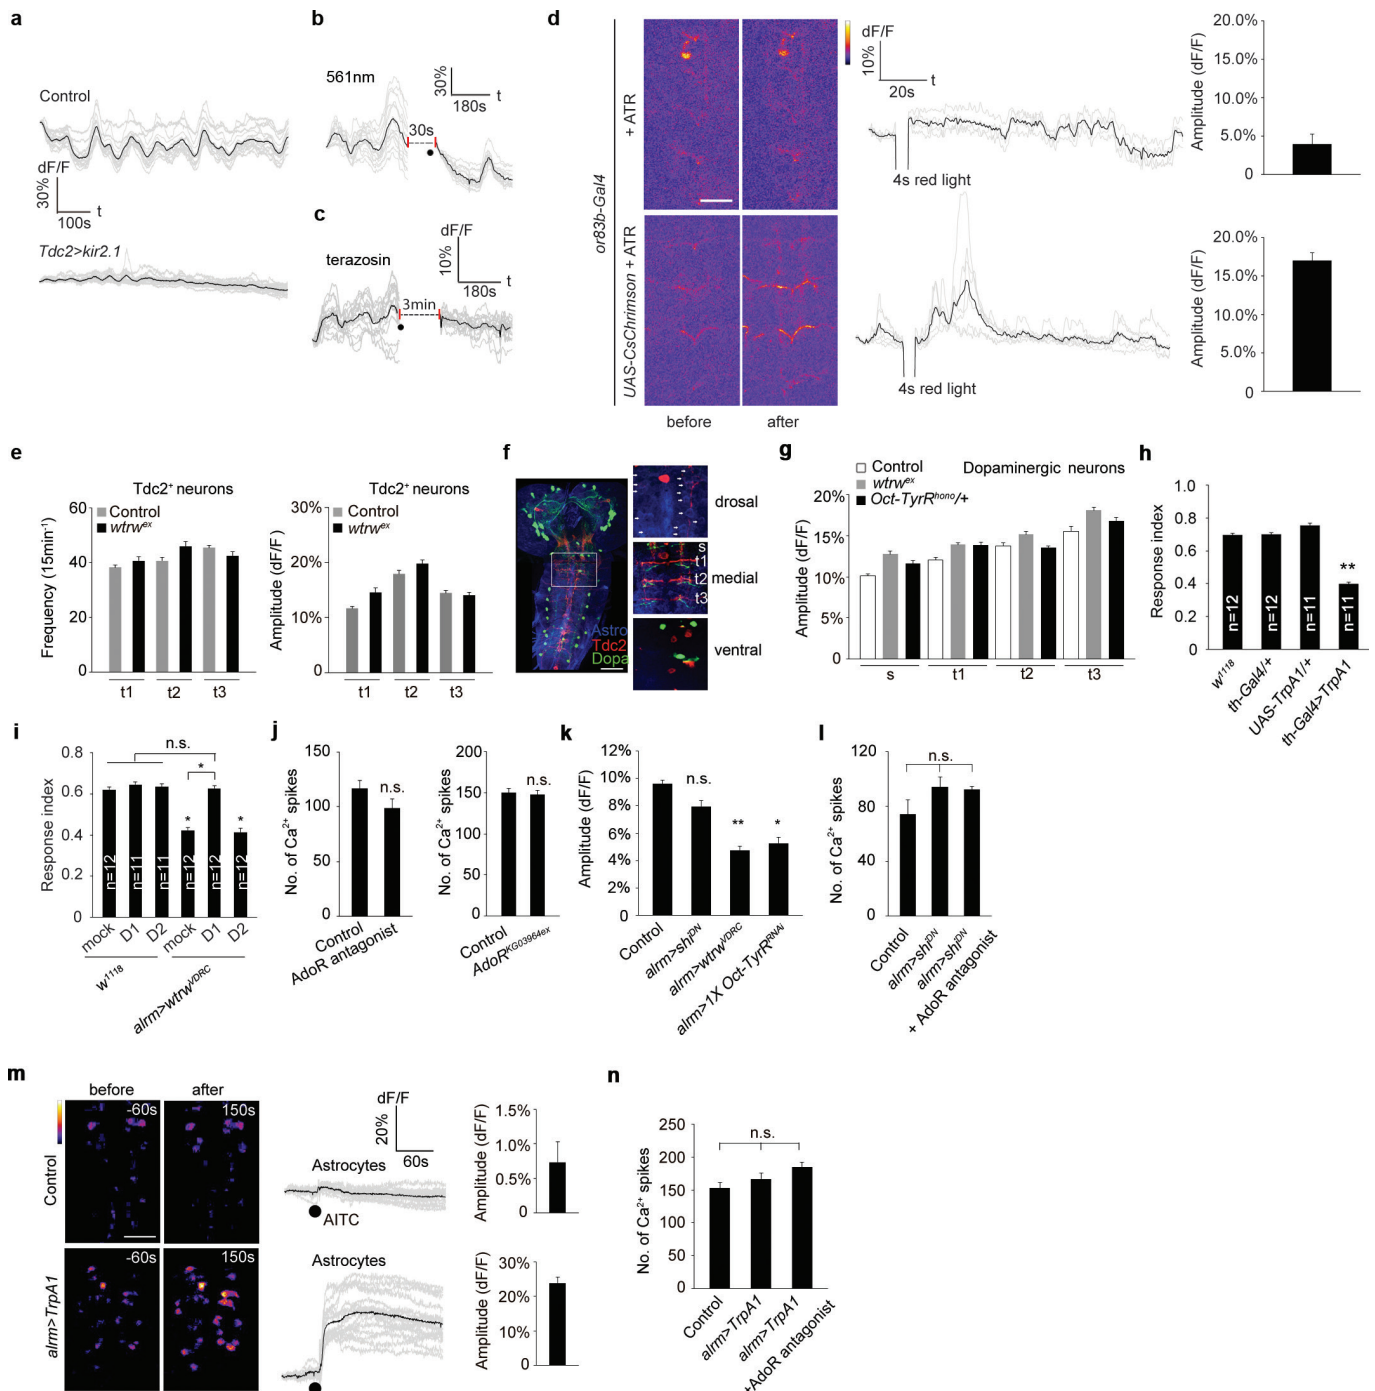 a
Control
dF/F
30%
100s
t
Tdc2>kir2.1
b
561nm
30%
180s
t
30s
c
terazosin
dF/F
10%
180s
3min
d
or83b-Gal4
+ ATR
UAS-CsChrimson + ATR
before
after
dF/F
10%
20s
t
4s red light
4s red light
Amplitude (dF/F)
20.0%
15.0%
10.0%
5.0%
0
Amplitude (dF/F)
20.0%
15.0%
10.0%
5.0%
0
e
Tdc2⁺ neurons
Control
wtrwᵉˣ
Frequency (15min⁻¹)
60
40
20
0
t1
t2
t3
Tdc2⁺ neurons
Control
wtrwᵉˣ
Amplitude (dF/F)
30%
20%
10%
0
t1
t2
t3
f
Astro
Tdc2
Dopa
drosal
s
t1
t2
t3
medial
ventral
g
Control
wtrwᵉˣ
Oct-TyrRʰᵒⁿᵒ/+
Dopaminergic neurons
Amplitude (dF/F)
20%
15%
10%
5%
0
s
t1
t2
t3
h
Response index
1.0
0.8
0.6
0.4
0.2
0
**
n=12
n=12
n=11
n=11
w¹¹¹⁸
th-Gal4/+
UAS-TrpA1/+
th-Gal4>TrpA1
i
Response index
0.8
0.6
0.4
0.2
0
n.s.
*
*
*
n=12
n=11
n=11
n=12
n=12
n=12
mock
D1
D2
mock
D1
D2
w¹¹¹⁸
alrm>wtrwⱽᴰᴿᶜ
j
No. of Ca²⁺ spikes
150
100
50
0
n.s.
Control
AdoR antagonist
No. of Ca²⁺ spikes
200
150
100
50
0
n.s.
Control
AdoRᴷᴳ⁰³⁹⁶⁴ᵉˣ
k
Amplitude (dF/F)
12%
10%
8%
6%
4%
2%
0
n.s.
**
*
Control
alrm>shiᴰᴺ
alrm>wtrwⱽᴰᴿᶜ
alrm>1X Oct-TyrRᴿᴺᴬⁱ
l
No. of Ca²⁺ spikes
120
80
40
0
n.s.
Control
alrm>shiᴰᴺ
alrm>shiᴰᴺ
+ AdoR antagonist
m
before
after
Control
-60s
150s
alrm>TrpA1
-60s
150s
dF/F
20%
60s
Astrocytes
AITC
Astrocytes
Amplitude (dF/F)
1.5%
1.0%
0.5%
0
Amplitude (dF/F)
30%
20%
10%
0
n
No. of Ca²⁺ spikes
250
200
150
100
50
0
n.s.
Control
alrm>TrpA1
alrm>TrpA1
+AdoR antagonist